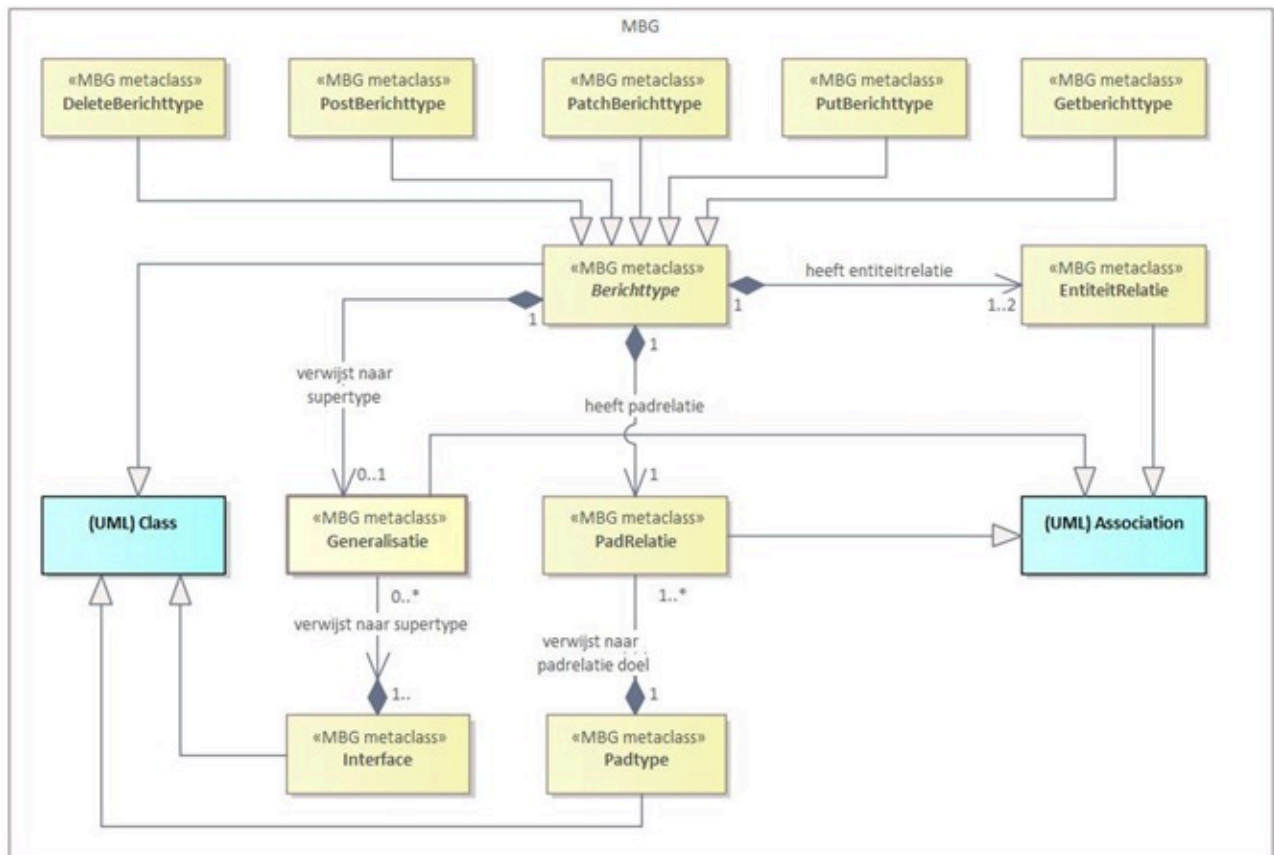 MBG
«MBG metaclass»
DeleteBerichttype
«MBG metaclass»
PostBerichttype
«MBG metaclass»
PatchBerichttype
«MBG metaclass»
PutBerichttype
«MBG metaclass»
Getberichttype
«MBG metaclass»
Berichttype
heeft entiteitrelatie
«MBG metaclass»
EntiteitRelatie
1
1
1
1..2
verwijst naar
supertype
heeft padrelatie
0..1
1
(UML) Class
«MBG metaclass»
Generalisatie
«MBG metaclass»
PadRelatie
(UML) Association
0..*
1..*
verwijst naar supertype
verwijst naar
padrelatie doel
1..
1
«MBG metaclass»
Interface
«MBG metaclass»
Padtype